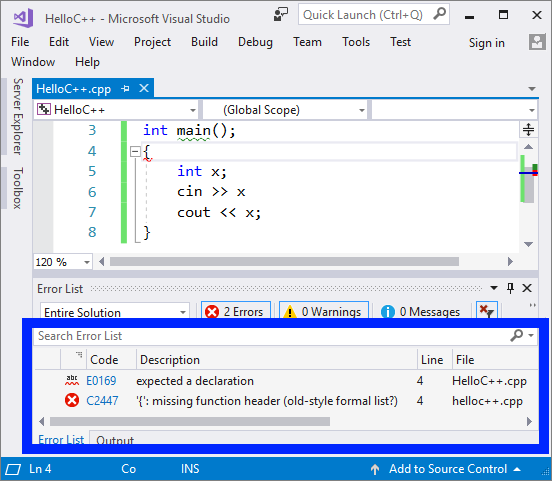 HelloC++ - Microsoft Visual Studio
Quick Launch (Ctrl+Q)
File Edit View Project Build Debug Team Tools Test Sign in
Window Help
Server Explorer
Toolbox
HelloC++.cpp
HelloC++ (Global Scope)
3 int main();
4 {
5 int x;
6 cin >> x
7 cout << x;
8 }
120 %
Error List
Entire Solution 2 Errors 0 Warnings 0 Messages
Search Error List
Code Description Line File
abc E0169 expected a declaration 4 HelloC++.cpp
C2447 '{': missing function header (old-style formal list?) 4 helloc++.cpp
Error List Output
Ln 4 Co INS Add to Source Control